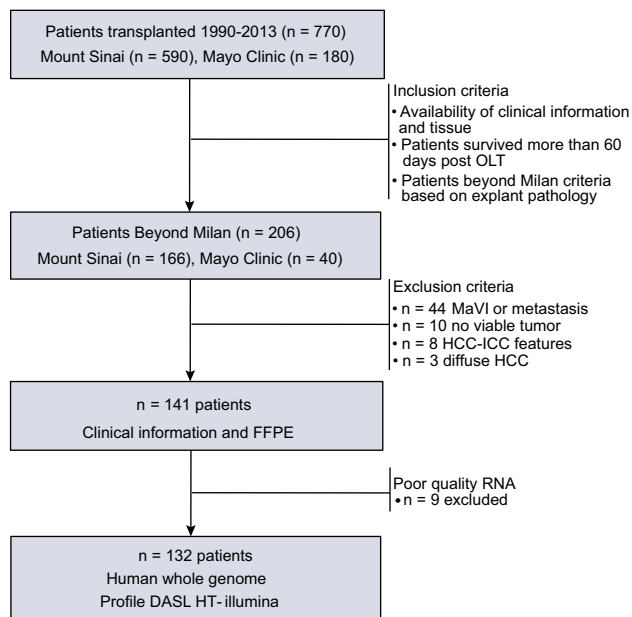 Patients transplanted 1990-2013 (n = 770)
Mount Sinai (n = 590), Mayo Clinic (n = 180)
Inclusion criteria
• Availability of clinical information
and tissue
• Patients survived more than 60
days post OLT
• Patients beyond Milan criteria
based on explant pathology
Patients Beyond Milan (n = 206)
Mount Sinai (n = 166), Mayo Clinic (n = 40)
Exclusion criteria
• n = 44 MaVI or metastasis
• n = 10 no viable tumor
• n = 8 HCC-ICC features
• n = 3 diffuse HCC
n = 141 patients
Clinical information and FFPE
Poor quality RNA
• n = 9 excluded
n = 132 patients
Human whole genome
Profile DASL HT-illumina